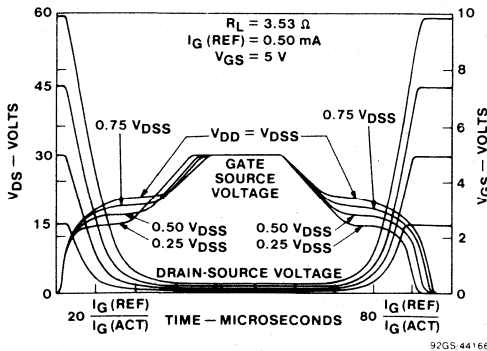 60
10
R_L = 3.53 Ω
I_G (REF) = 0.50 mA
V_GS = 5 V
45
8
0.75 V_DSS
V_DD = V_DSS
0.75 V_DSS
V_DS – VOLTS
30
6
V_GS – VOLTS
GATE
SOURCE
VOLTAGE
4
15
0.50 V_DSS
0.50 V_DSS
0.25 V_DSS
0.25 V_DSS
2
DRAIN-SOURCE VOLTAGE
0
0
20 I_G (REF) / I_G (ACT)
TIME – MICROSECONDS
80 I_G (REF) / I_G (ACT)
92GS-44166